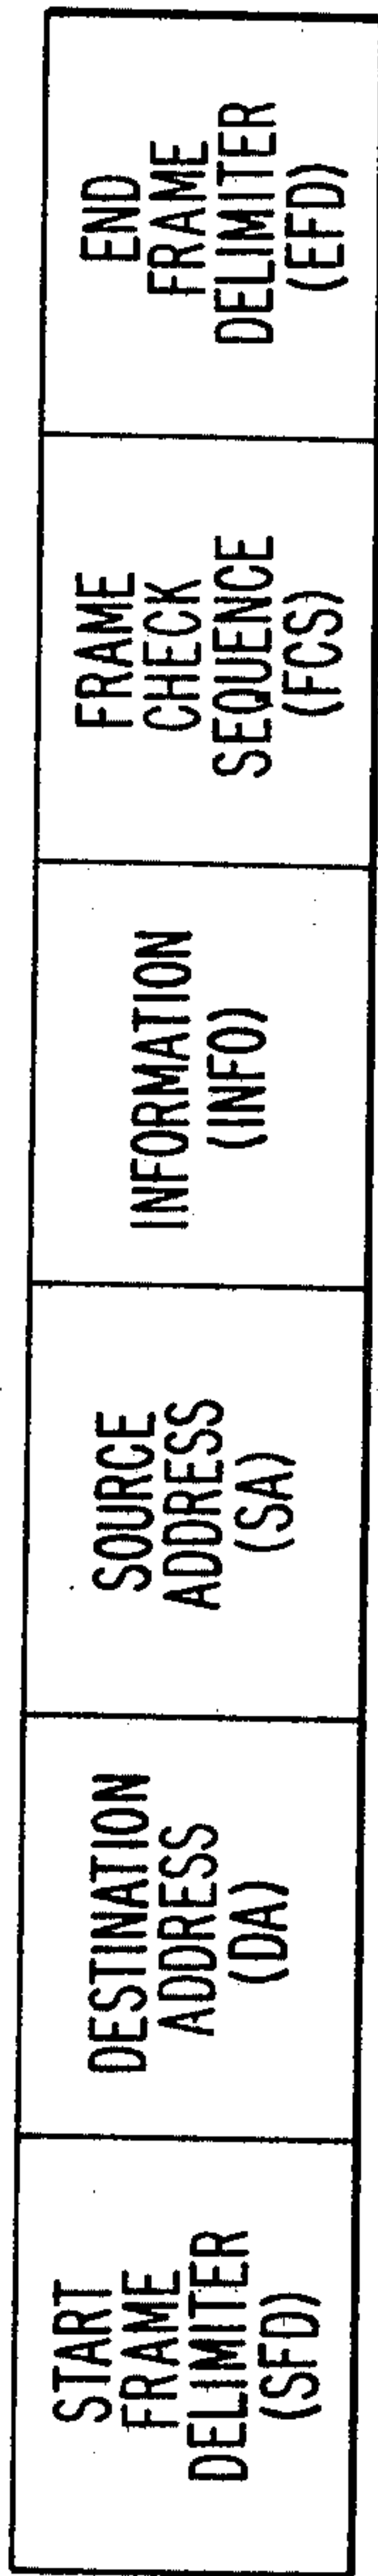 START
FRAME
DELIMITER
(SFD)
DESTINATION
ADDRESS
(DA)
SOURCE
ADDRESS
(SA)
INFORMATION
(INFO)
FRAME
CHECK
SEQUENCE
(FCS)
END
FRAME
DELIMITER
(EFD)